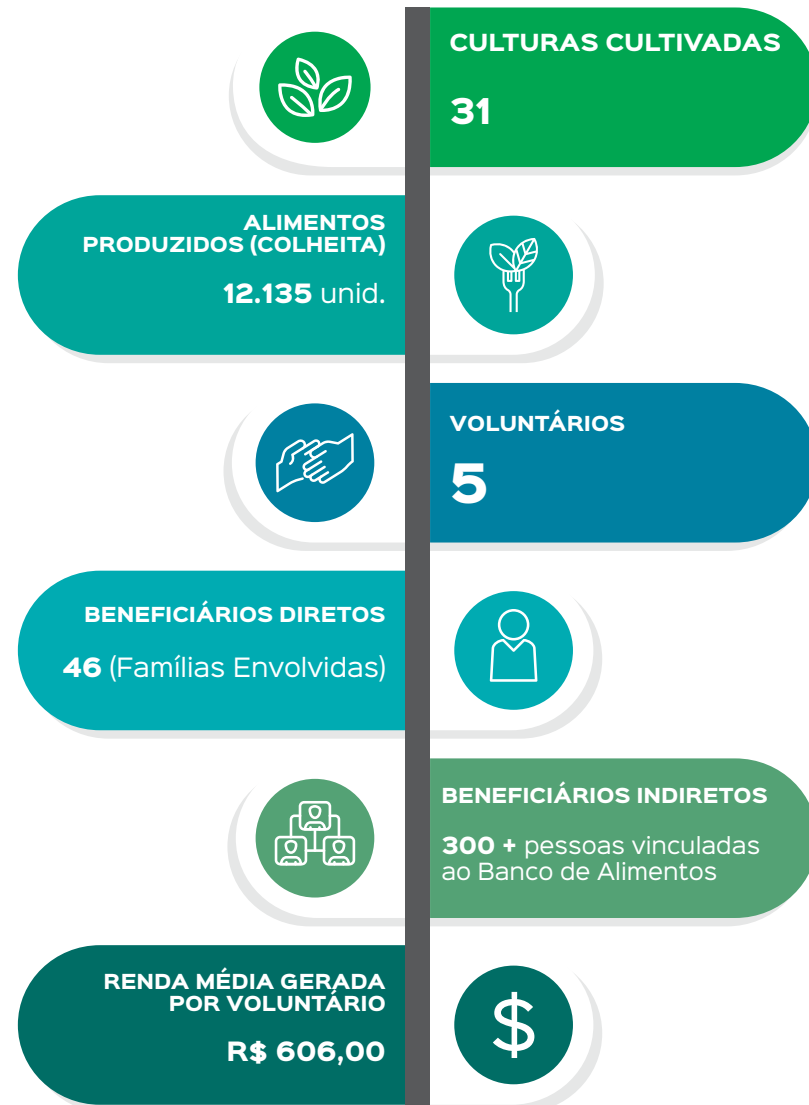 CULTURAS CULTIVADAS
31
ALIMENTOS
PRODUZIDOS (COLHEITA)
12.135 unid.
VOLUNTÁRIOS
5
BENEFICIÁRIOS DIRETOS
46 (Famílias Envolvidas)
BENEFICIÁRIOS INDIRETOS
300 + pessoas vinculadas
ao Banco de Alimentos
RENDA MÉDIA GERADA
POR VOLUNTÁRIO
R$ 606,00
$